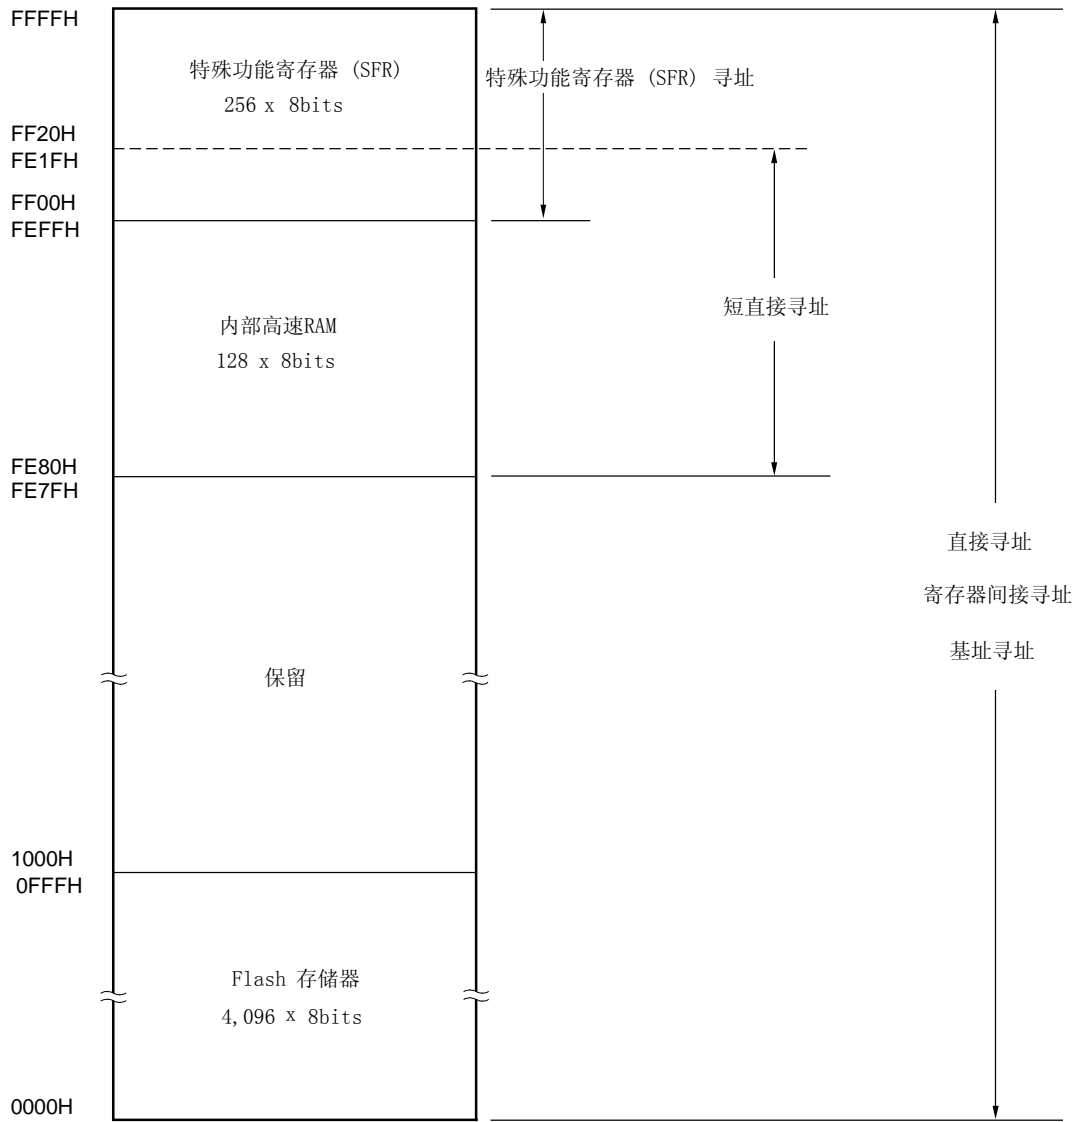 FFFFH
特殊功能寄存器 (SFR)
256 x 8bits
特殊功能寄存器 (SFR) 寻址
FF20H
FE1FH
FF00H
FEFFH
短直接寻址
内部高速RAM
128 x 8bits
FE80H
FE7FH
直接寻址
寄存器间接寻址
基址寻址
保留
1000H
0FFFH
Flash 存储器
4,096 x 8bits
0000H